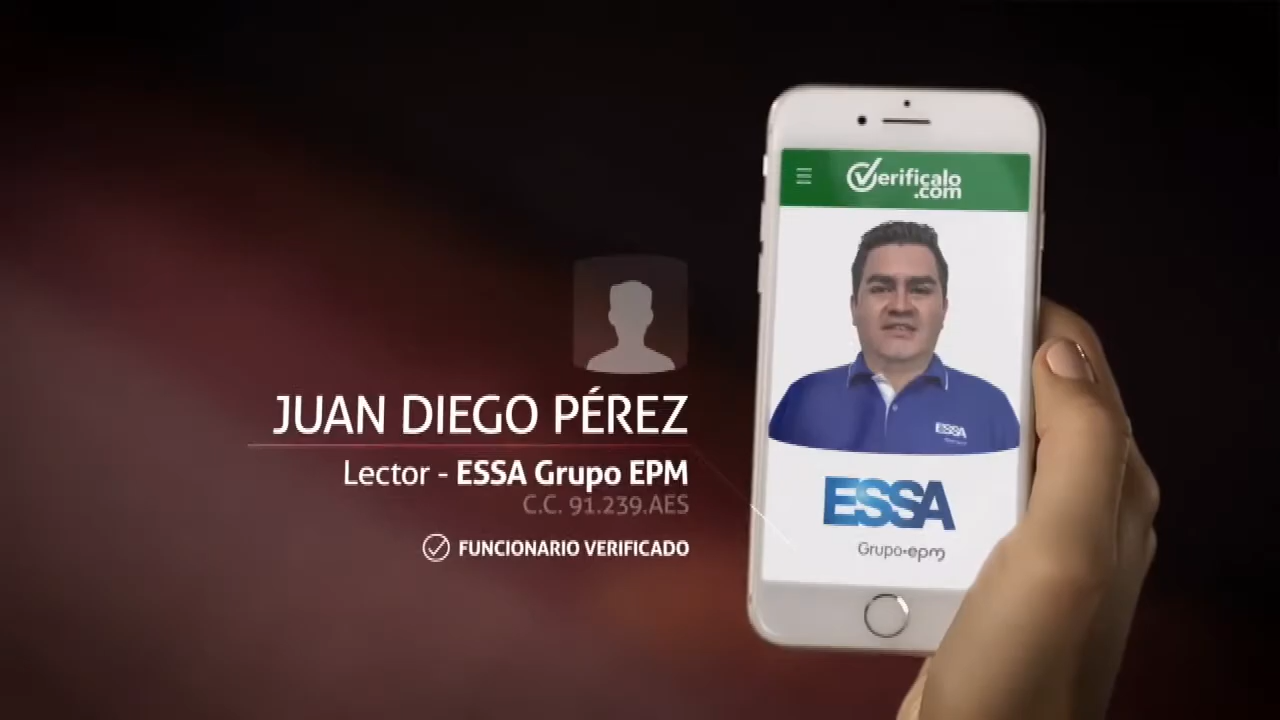 JUAN DIEGO PÉREZ
Lector - ESSA Grupo EPM
C.C. 91.239.AES
FUNCIONARIO VERIFICADO
Verificalo
.com
ESSA
ESSA
Grupo·epm